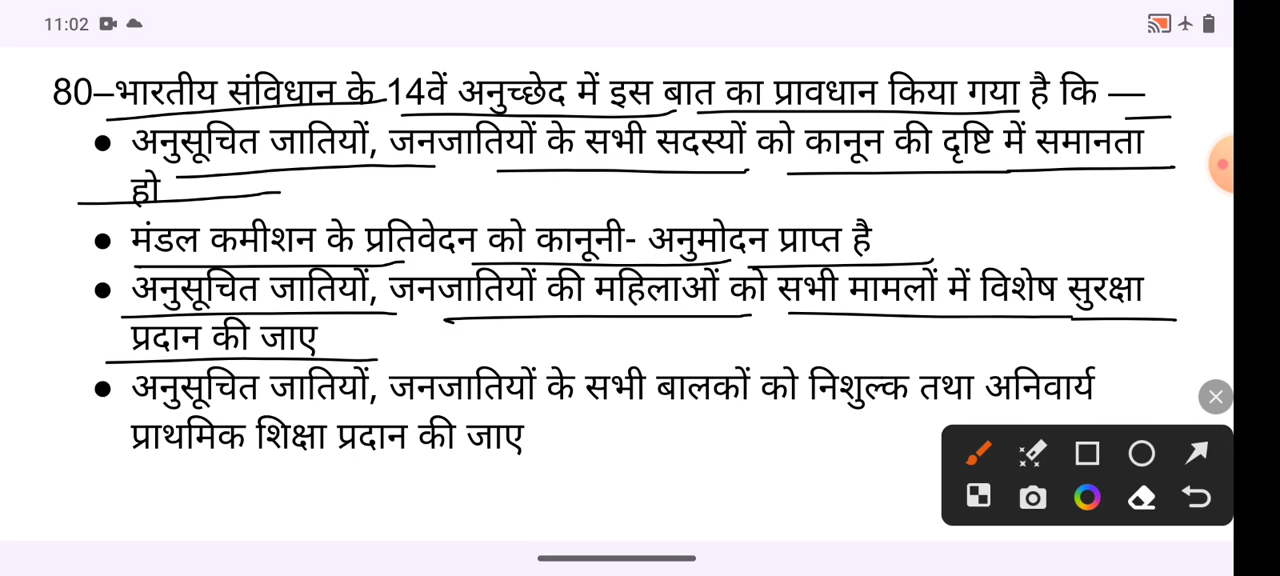 11:02
80–भारतीय संविधान के 14वें अनुच्छेद में इस बात का प्रावधान किया गया है कि —
● अनुसूचित जातियों, जनजातियों के सभी सदस्यों को कानून की दृष्टि में समानता
हो
● मंडल कमीशन के प्रतिवेदन को कानूनी- अनुमोदन प्राप्त है
● अनुसूचित जातियों, जनजातियों की महिलाओं को सभी मामलों में विशेष सुरक्षा
प्रदान की जाए
● अनुसूचित जातियों, जनजातियों के सभी बालकों को निशुल्क तथा अनिवार्य
प्राथमिक शिक्षा प्रदान की जाए